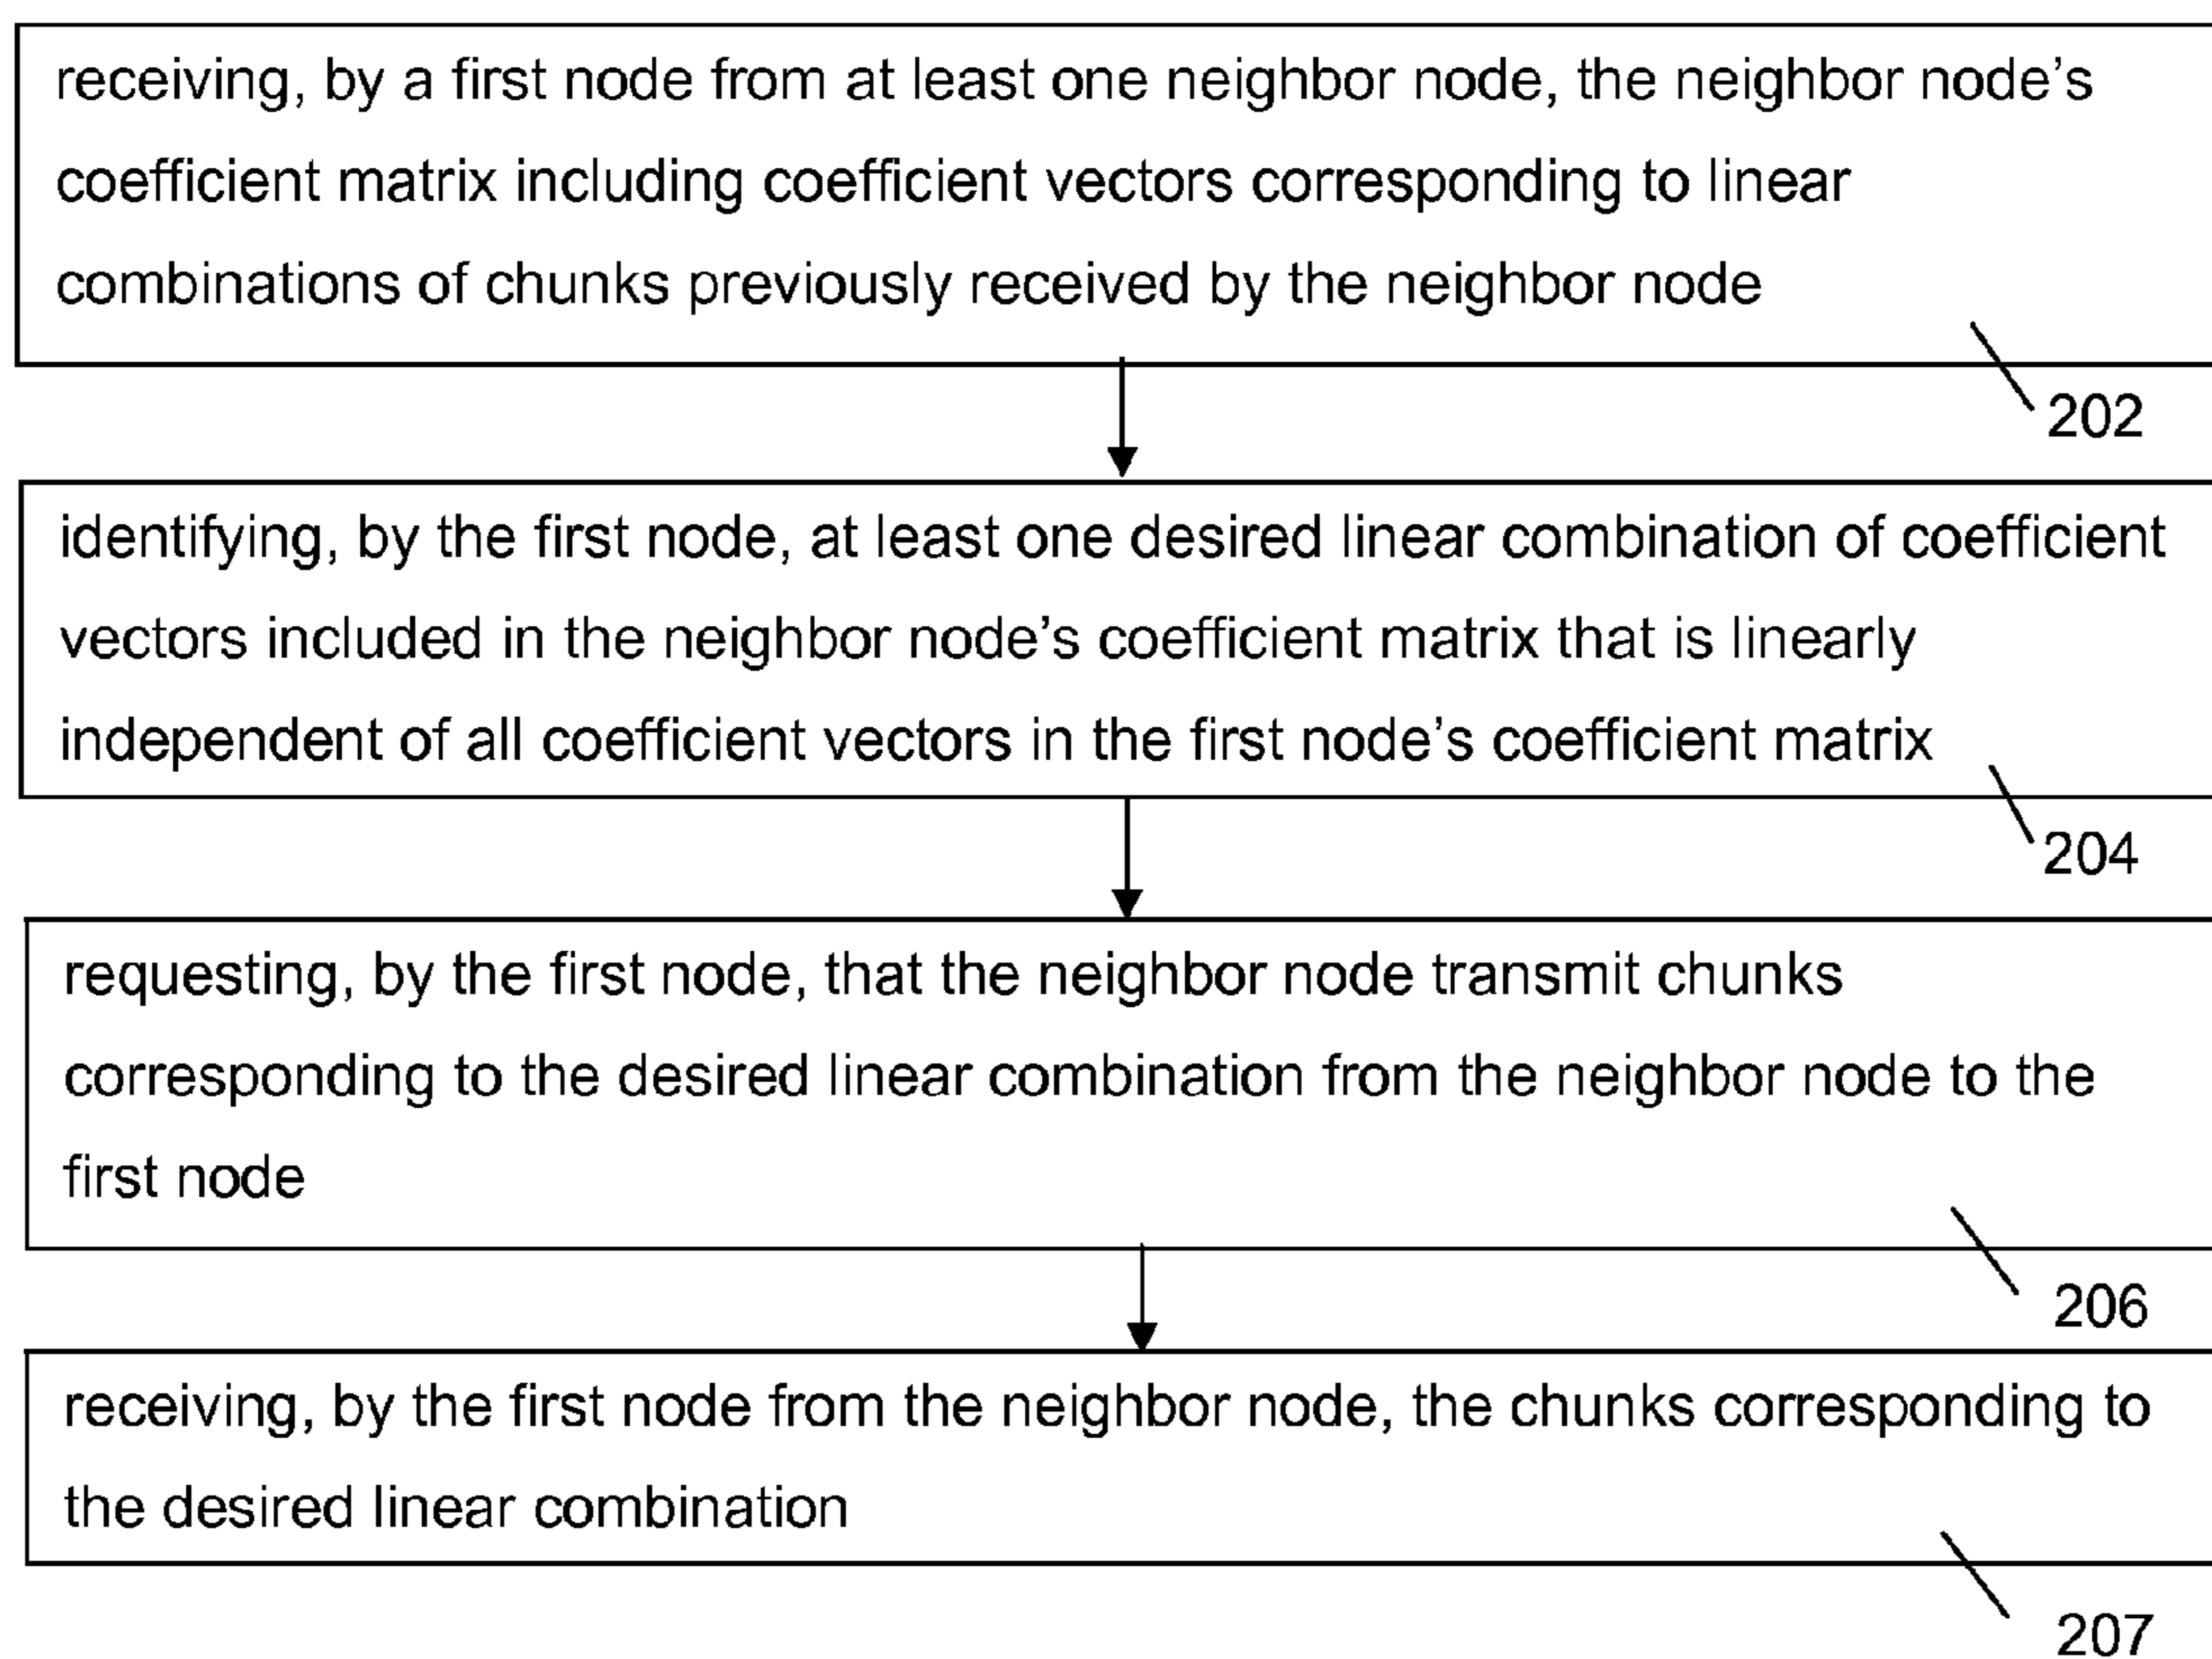 receiving, by a first node from at least one neighbor node, the neighbor node's
coefficient matrix including coefficient vectors corresponding to linear
combinations of chunks previously received by the neighbor node
202
identifying, by the first node, at least one desired linear combination of coefficient
vectors included in the neighbor node's coefficient matrix that is linearly
independent of all coefficient vectors in the first node's coefficient matrix
204
requesting, by the first node, that the neighbor node transmit chunks
corresponding to the desired linear combination from the neighbor node to the
first node
206
receiving, by the first node from the neighbor node, the chunks corresponding to
the desired linear combination
207